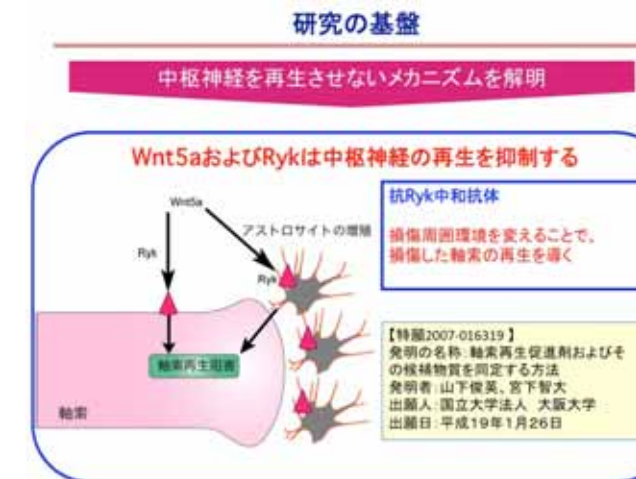 研究の基盤
中枢神経を再生させないメカニズムを解明
Wnt5aおよびRykは中枢神経の再生を抑制する
Wnt5a
アストロサイトの増殖
Ryk
Ryk
軸索再生阻害
軸索
抗Ryk中和抗体
損傷周囲環境を変えることで、
損傷した軸索の再生を導く
【特願2007-016319】
発明の名称:軸索再生促進剤およびそ
の候補物質を同定する方法
発明者:山下俊英、宮下智大
出願人:国立大学法人 大阪大学
出願日:平成19年1月26日